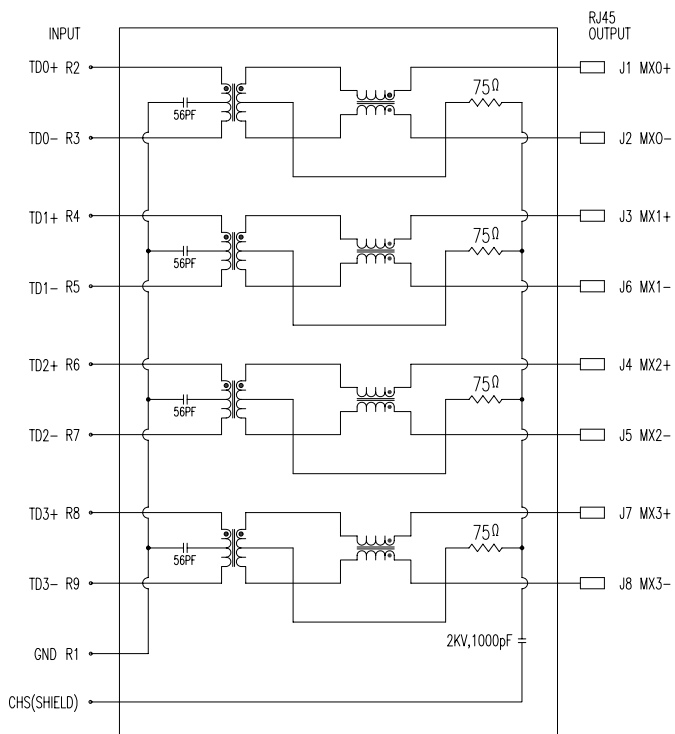 INPUT
RJ45
OUTPUT
TD0+ R2
75Ω
J1 MX0+
56PF
TD0- R3
J2 MX0-
TD1+ R4
75Ω
J3 MX1+
56PF
TD1- R5
J6 MX1-
TD2+ R6
75Ω
J4 MX2+
56PF
TD2- R7
J5 MX2-
TD3+ R8
75Ω
J7 MX3+
56PF
TD3- R9
J8 MX3-
2KV,1000pF
GND R1
CHS(SHIELD)